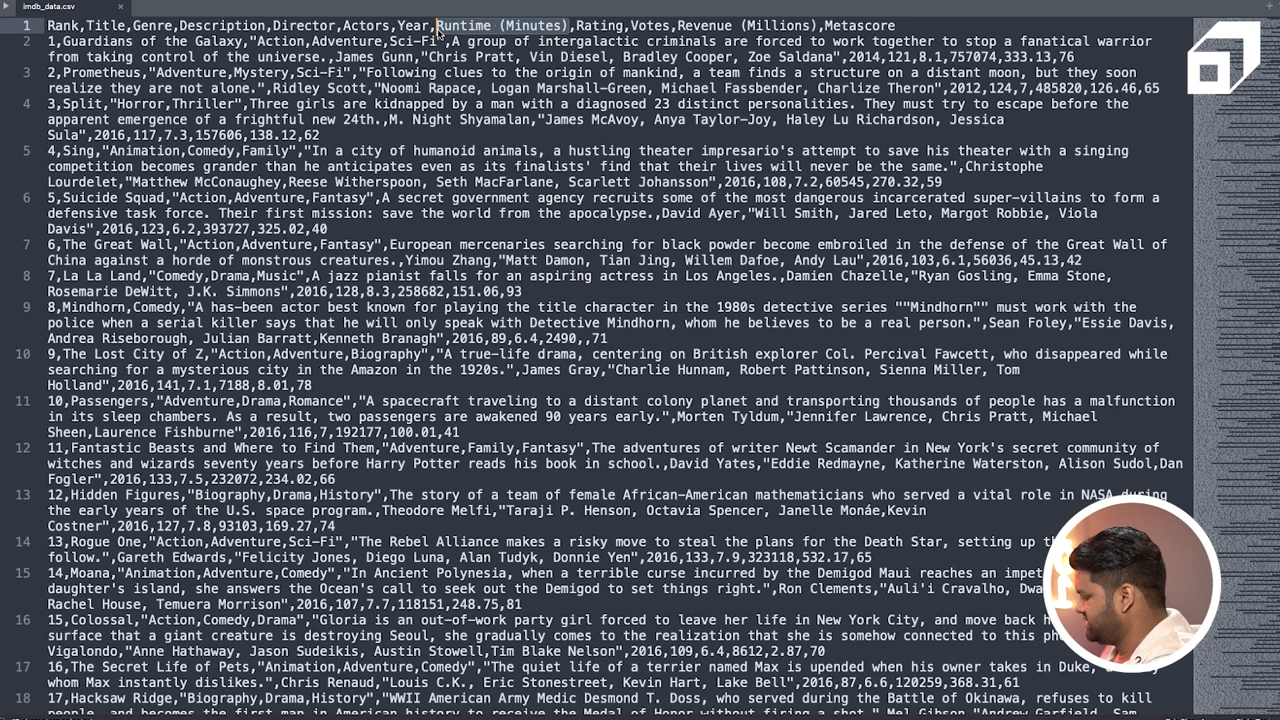 imdb_data.csv
1 Rank,Title,Genre,Description,Director,Actors,Year,Runtime (Minutes),Rating,Votes,Revenue (Millions),Metascore
2 1,Guardians of the Galaxy,"Action,Adventure,Sci-Fi",A group of intergalactic criminals are forced to work together to stop a fanatical warrior
from taking control of the universe.,James Gunn,"Chris Pratt, Vin Diesel, Bradley Cooper, Zoe Saldana",2014,121,8.1,757074,333.13,76
3 2,Prometheus,"Adventure,Mystery,Sci-Fi","Following clues to the origin of mankind, a team finds a structure on a distant moon, but they soon
realize they are not alone.",Ridley Scott,"Noomi Rapace, Logan Marshall-Green, Michael Fassbender, Charlize Theron",2012,124,7,485820,126.46,65
4 3,Split,"Horror,Thriller",Three girls are kidnapped by a man with a diagnosed 23 distinct personalities. They must try to escape before the
apparent emergence of a frightful new 24th.,M. Night Shyamalan,"James McAvoy, Anya Taylor-Joy, Haley Lu Richardson, Jessica
Sula",2016,117,7.3,157606,138.12,62
5 4,Sing,"Animation,Comedy,Family","In a city of humanoid animals, a hustling theater impresario's attempt to save his theater with a singing
competition becomes grander than he anticipates even as its finalists' find that their lives will never be the same.",Christophe
Lourdelet,"Matthew McConaughey,Reese Witherspoon, Seth MacFarlane, Scarlett Johansson",2016,108,7.2,60545,270.32,59
6 5,Suicide Squad,"Action,Adventure,Fantasy",A secret government agency recruits some of the most dangerous incarcerated super-villains to form a
defensive task force. Their first mission: save the world from the apocalypse.,David Ayer,"Will Smith, Jared Leto, Margot Robbie, Viola
Davis",2016,123,6.2,393727,325.02,40
7 6,The Great Wall,"Action,Adventure,Fantasy",European mercenaries searching for black powder become embroiled in the defense of the Great Wall of
China against a horde of monstrous creatures.,Yimou Zhang,"Matt Damon, Tian Jing, Willem Dafoe, Andy Lau",2016,103,6.1,56036,45.13,42
8 7,La La Land,"Comedy,Drama,Music",A jazz pianist falls for an aspiring actress in Los Angeles.,Damien Chazelle,"Ryan Gosling, Emma Stone,
Rosemarie DeWitt, J.K. Simmons",2016,128,8.3,258682,151.06,93
9 8,Mindhorn,Comedy,"A has-been actor best known for playing the title character in the 1980s detective series ""Mindhorn"" must work with the
police when a serial killer says that he will only speak with Detective Mindhorn, whom he believes to be a real person.",Sean Foley,"Essie Davis,
Andrea Riseborough, Julian Barratt,Kenneth Branagh",2016,89,6.4,2490,,71
10 9,The Lost City of Z,"Action,Adventure,Biography","A true-life drama, centering on British explorer Col. Percival Fawcett, who disappeared while
searching for a mysterious city in the Amazon in the 1920s.",James Gray,"Charlie Hunnam, Robert Pattinson, Sienna Miller, Tom
Holland",2016,141,7.1,7188,8.01,78
11 10,Passengers,"Adventure,Drama,Romance","A spacecraft traveling to a distant colony planet and transporting thousands of people has a malfunction
in its sleep chambers. As a result, two passengers are awakened 90 years early.",Morten Tyldum,"Jennifer Lawrence, Chris Pratt, Michael
Sheen,Laurence Fishburne",2016,116,7,192177,100.01,41
12 11,Fantastic Beasts and Where to Find Them,"Adventure,Family,Fantasy",The adventures of writer Newt Scamander in New York's secret community of
witches and wizards seventy years before Harry Potter reads his book in school.,David Yates,"Eddie Redmayne, Katherine Waterston, Alison Sudol,Dan
Fogler",2016,133,7.5,232072,234.02,66
13 12,Hidden Figures,"Biography,Drama,History",The story of a team of female African-American mathematicians who served a vital role in NASA during
the early years of the U.S. space program.,Theodore Melfi,"Taraji P. Henson, Octavia Spencer, Janelle Monáe,Kevin
Costner",2016,127,7.8,93103,169.27,74
14 13,Rogue One,"Action,Adventure,Sci-Fi","The Rebel Alliance makes a risky move to steal the plans for the Death Star, setting up the
follow.",Gareth Edwards,"Felicity Jones, Diego Luna, Alan Tudyk, Donnie Yen",2016,133,7.9,323118,532.17,65
15 14,Moana,"Animation,Adventure,Comedy","In Ancient Polynesia, when a terrible curse incurred by the Demigod Maui reaches an
daughter's island, she answers the Ocean's call to seek out the Demigod to set things right.",Ron Clements,"Auli'i Cravalho,
Rachel House, Temuera Morrison",2016,107,7.7,118151,248.75,81
16 15,Colossal,"Action,Comedy,Drama","Gloria is an out-of-work party girl forced to leave her life in New York City, and move back
surface that a giant creature is destroying Seoul, she gradually comes to the realization that she is somehow connected to this
Vigalondo,"Anne Hathaway, Jason Sudeikis, Austin Stowell,Tim Blake Nelson",2016,109,6.4,8612,2.87,70
17 16,The Secret Life of Pets,"Animation,Adventure,Comedy","The quiet life of a terrier named Max is upended when his owner takes in Duke,
whom Max instantly dislikes.",Chris Renaud,"Louis C.K., Eric Stonestreet, Kevin Hart, Lake Bell",2016,87,6.6,120259,368.31,61
18 17,Hacksaw Ridge,"Biography,Drama,History","WWII American Army Medic Desmond T. Doss, who served during the Battle of Okinawa, refuses to kill
people and becomes the first man in American history to receive the Medal of Honor without firing a shot.",Mel Gibson,"Andrew Garfield, Sam